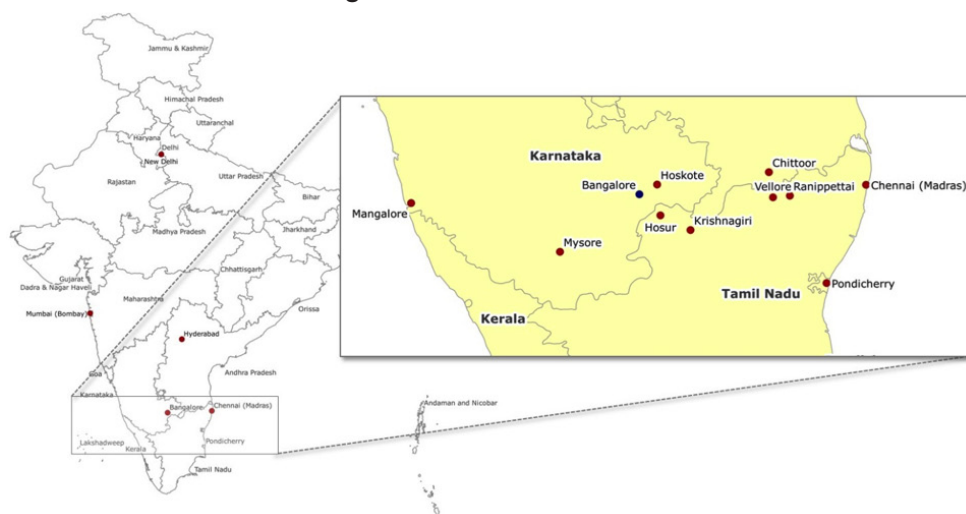 Jammu & Kashmir
Himachal Pradesh
Uttaranchal
Haryana
Delhi
New Delhi
Rajastan
Uttar Pradesh
Bihar
Jharkhand
Madhya Pradesh
Gujarat
Dadra & Nagar Haveli
Chhattisgarh
Maharashtra
Orissa
Mumbai (Bombay)
Hyderabad
Andhra Pradesh
Goa
Karnataka
Bangalore
Chennai (Madras)
Lakshadweep
Kerala
Pondicherry
Tamil Nadu
Andaman and Nicobar
Karnataka
Bangalore
Hoskote
Chittoor
Vellore
Ranippettai
Chennai (Madras)
Mangalore
Hosur
Krishnagiri
Mysore
Tamil Nadu
Pondicherry
Kerala